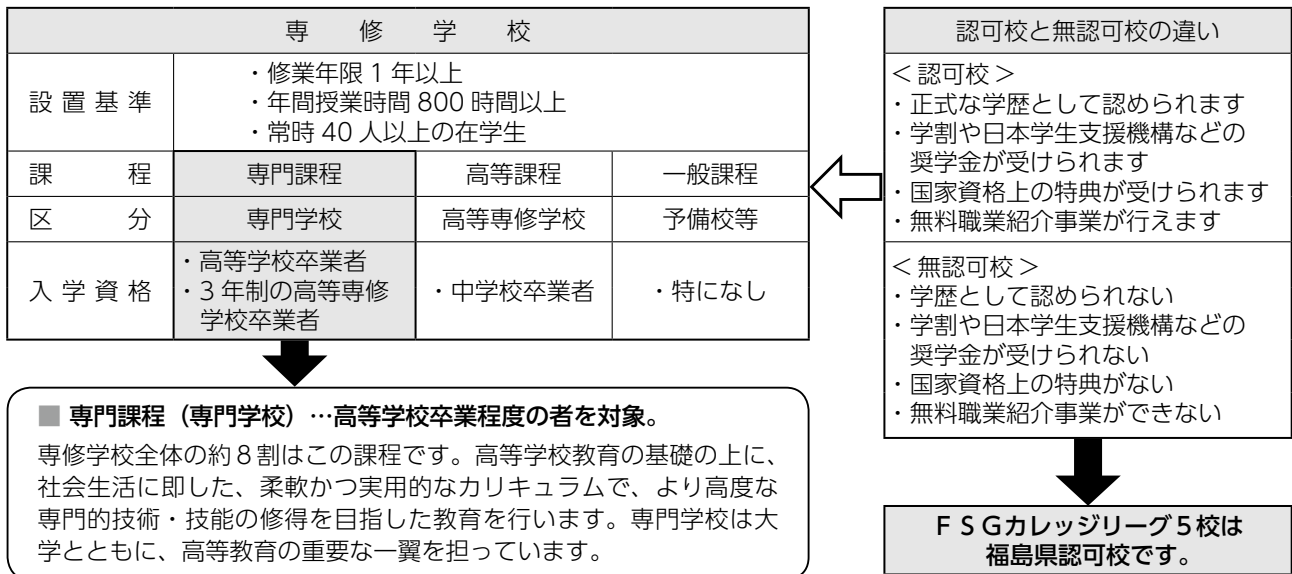 専修学校
設置基準
・修業年限1年以上
・年間授業時間800時間以上
・常時40人以上の在学生
課程 専門課程 高等課程 一般課程
区分 専門学校 高等専修学校 予備校等
入学資格
・高等学校卒業者
・3年制の高等専修
学校卒業者
・中学校卒業者
・特になし
■ 専門課程(専門学校)…高等学校卒業程度の者を対象。
専修学校全体の約8割はこの課程です。高等学校教育の基礎の上に、
社会生活に即した、柔軟かつ実用的なカリキュラムで、より高度な
専門的技術・技能の修得を目指した教育を行います。専門学校は大
学とともに、高等教育の重要な一翼を担っています。
認可校と無認可校の違い
<認可校>
・正式な学歴として認められます
・学割や日本学生支援機構などの
奨学金が受けられます
・国家資格上の特典が受けられます
・無料職業紹介事業が行えます
<無認可校>
・学歴として認められない
・学割や日本学生支援機構などの
奨学金が受けられない
・国家資格上の特典がない
・無料職業紹介事業ができない
FSGカレッジリーグ5校は
福島県認可校です。